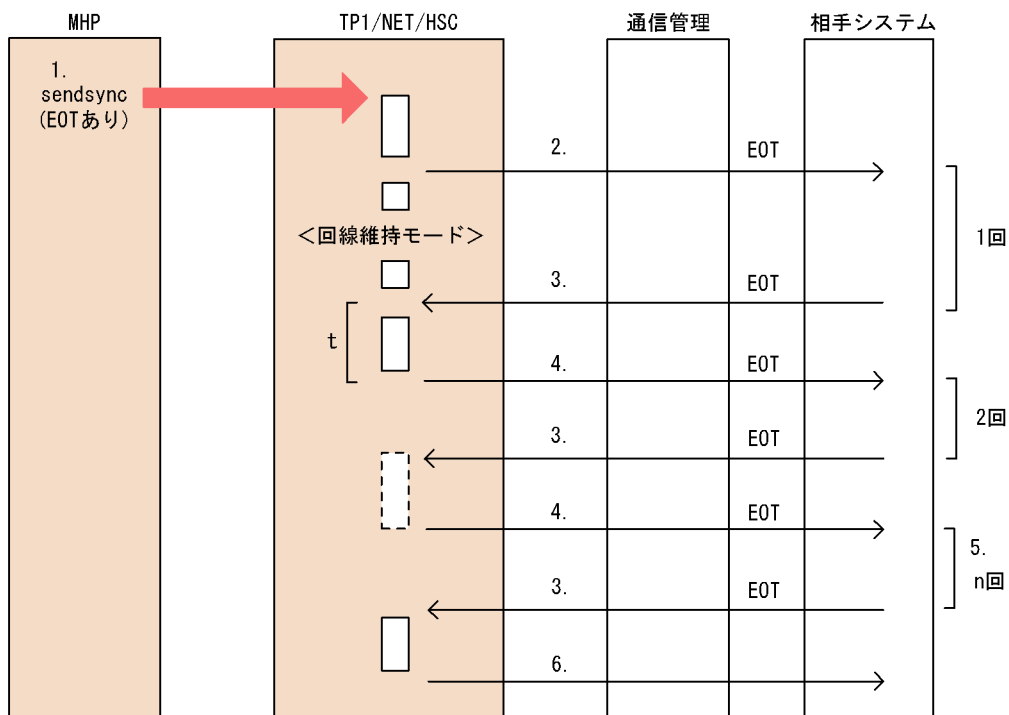 MHP
TP1/NET/HSC
通信管理
相手システム
1.
sendsync
(EOTあり)
2.
EOT
1回
＜回線維持モード＞
3.
EOT
t
4.
EOT
2回
3.
EOT
4.
EOT
5.
n回
3.
EOT
6.